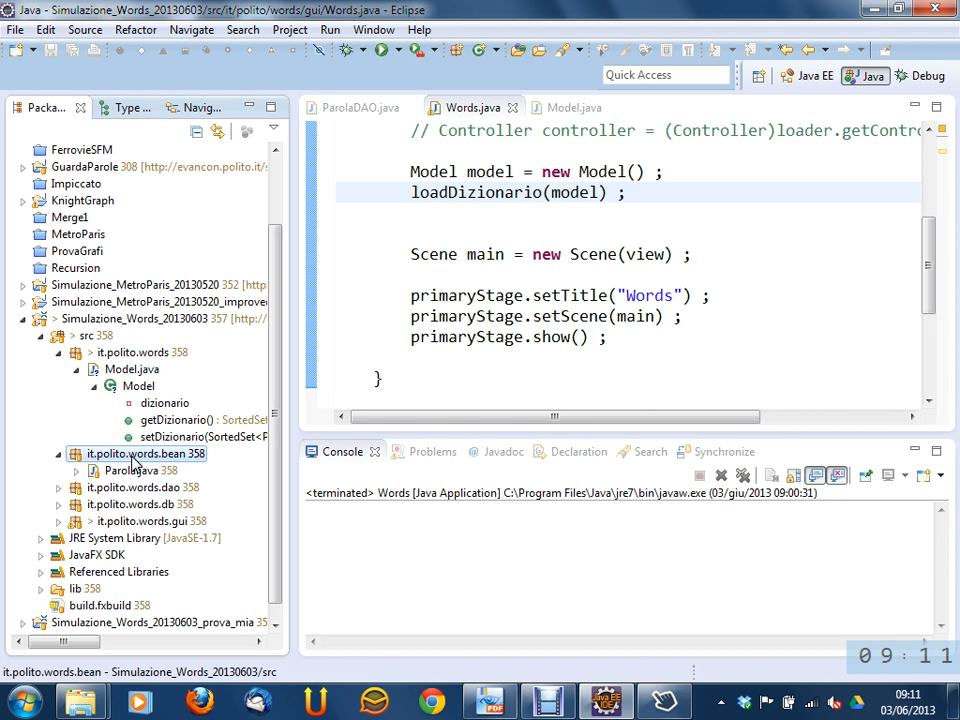 Java - Simulazione_Words_20130603/src/it/polito/words/gui/Words.java - Eclipse
File Edit Source Refactor Navigate Search Project Run Window Help
Quick Access
Java EE Java Debug
Packa... Type ... Navig...
FerrovieSFM
GuardaParole 308 [http://evancon.polito.it/s
Impiccato
KnightGraph
Merge1
MetroParis
ProvaGrafi
Recursion
Simulazione_MetroParis_20130520 352 [http:
Simulazione_MetroParis_20130520_improve
> Simulazione_Words_20130603 357 [http://
> src 358
> it.polito.words 358
Model.java
Model
dizionario
getDizionario() : SortedSet
setDizionario(SortedSet<P
it.polito.words.bean 358
Parola.java 358
it.polito.words.dao 358
it.polito.words.db 358
> it.polito.words.gui 358
JRE System Library [JavaSE-1.7]
JavaFX SDK
Referenced Libraries
lib 358
build.fxbuild 358
Simulazione_Words_20130603_prova_mia 35
ParolaDAO.java Words.java Model.java
// Controller controller = (Controller)loader.getContro
Model model = new Model() ;
loadDizionario(model) ;
Scene main = new Scene(view) ;
primaryStage.setTitle("Words") ;
primaryStage.setScene(main) ;
primaryStage.show() ;
}
Console Problems Javadoc Declaration Search Synchronize
<terminated> Words [Java Application] C:\Program Files\Java\jre7\bin\javaw.exe (03/giu/2013 09:00:31)
it.polito.words.bean - Simulazione_Words_20130603/src
09:11
PDF
Java EE
IDE
09:11
03/06/2013